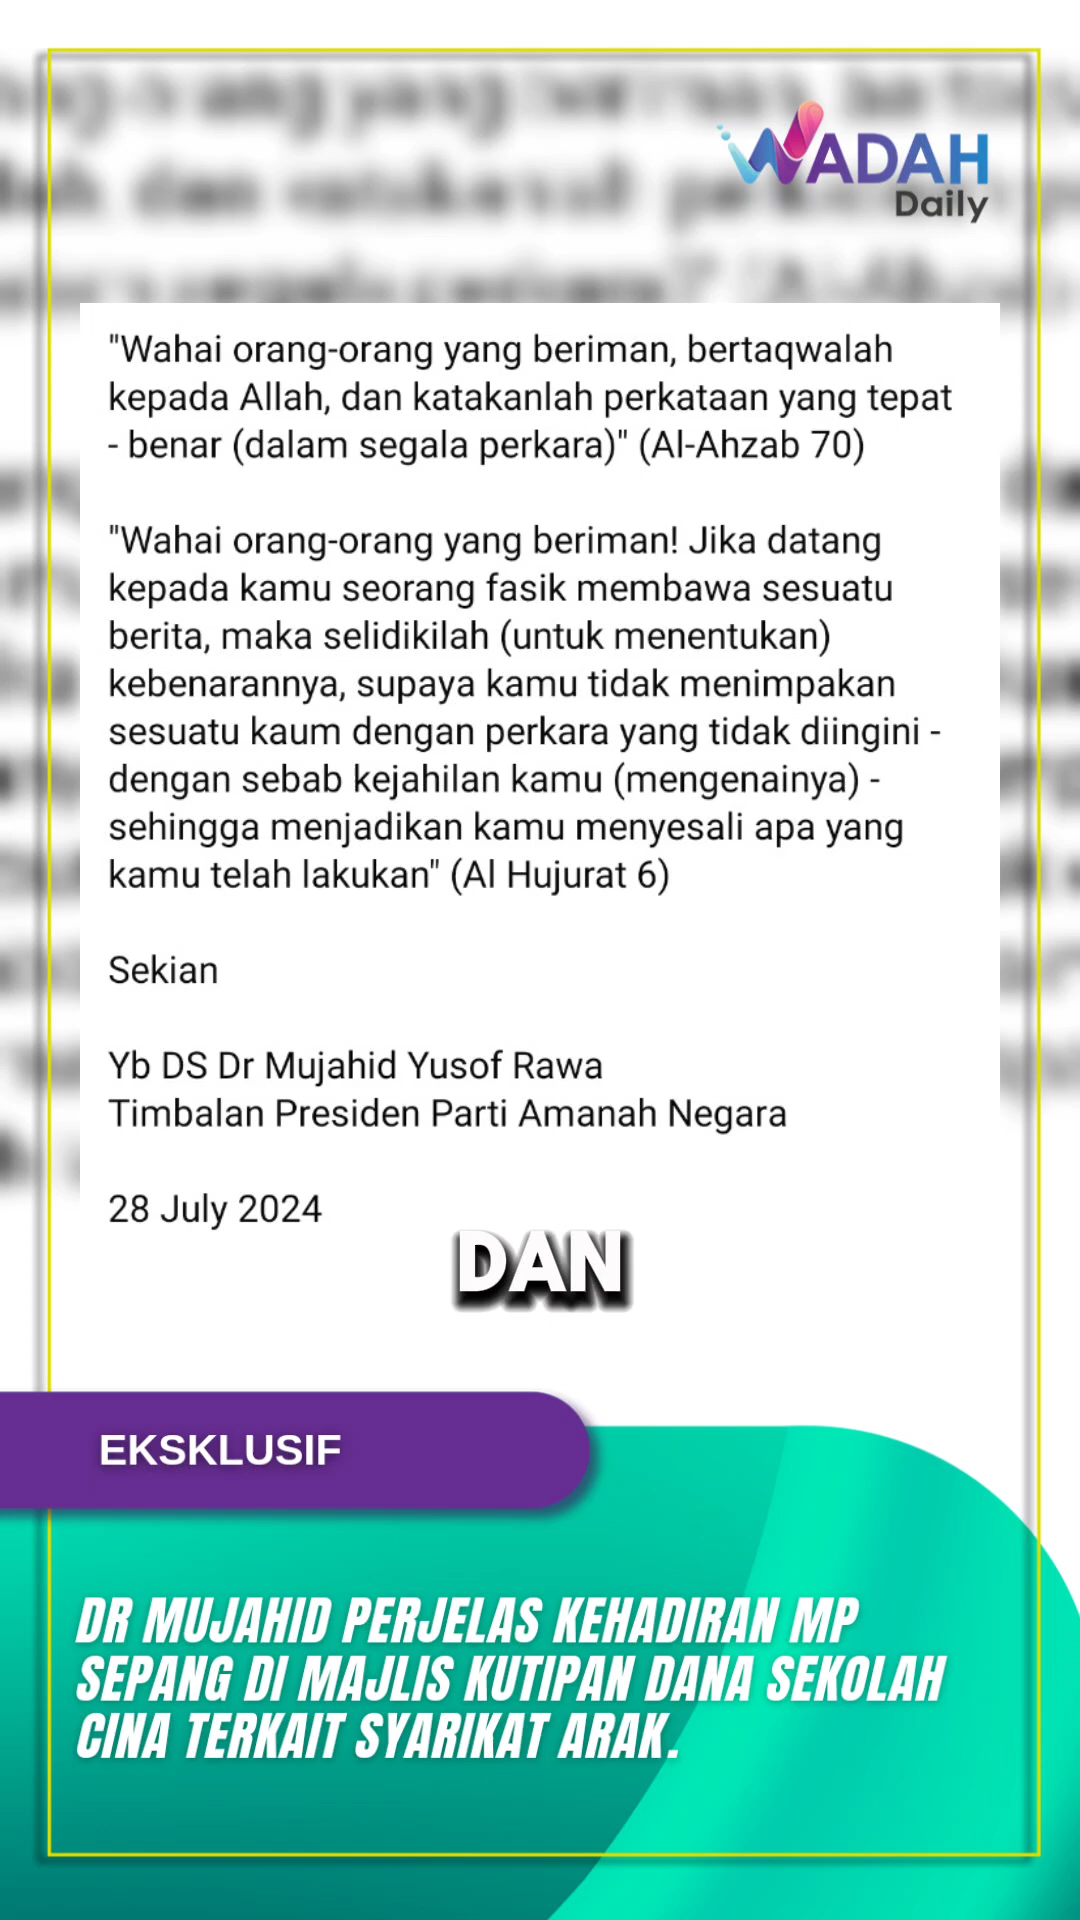 WADAH
Daily
"Wahai orang-orang yang beriman, bertaqwalah
kepada Allah, dan katakanlah perkataan yang tepat
- benar (dalam segala perkara)" (Al-Ahzab 70)
"Wahai orang-orang yang beriman! Jika datang
kepada kamu seorang fasik membawa sesuatu
berita, maka selidikilah (untuk menentukan)
kebenarannya, supaya kamu tidak menimpakan
sesuatu kaum dengan perkara yang tidak diingini -
dengan sebab kejahilan kamu (mengenainya) -
sehingga menjadikan kamu menyesali apa yang
kamu telah lakukan" (Al Hujurat 6)
Sekian
Yb DS Dr Mujahid Yusof Rawa
Timbalan Presiden Parti Amanah Negara
28 July 2024
DAN
EKSKLUSIF
DR MUJAHID PERJELAS KEHADIRAN MP
SEPANG DI MAJLIS KUTIPAN DANA SEKOLAH
CINA TERKAIT SYARIKAT ARAK.